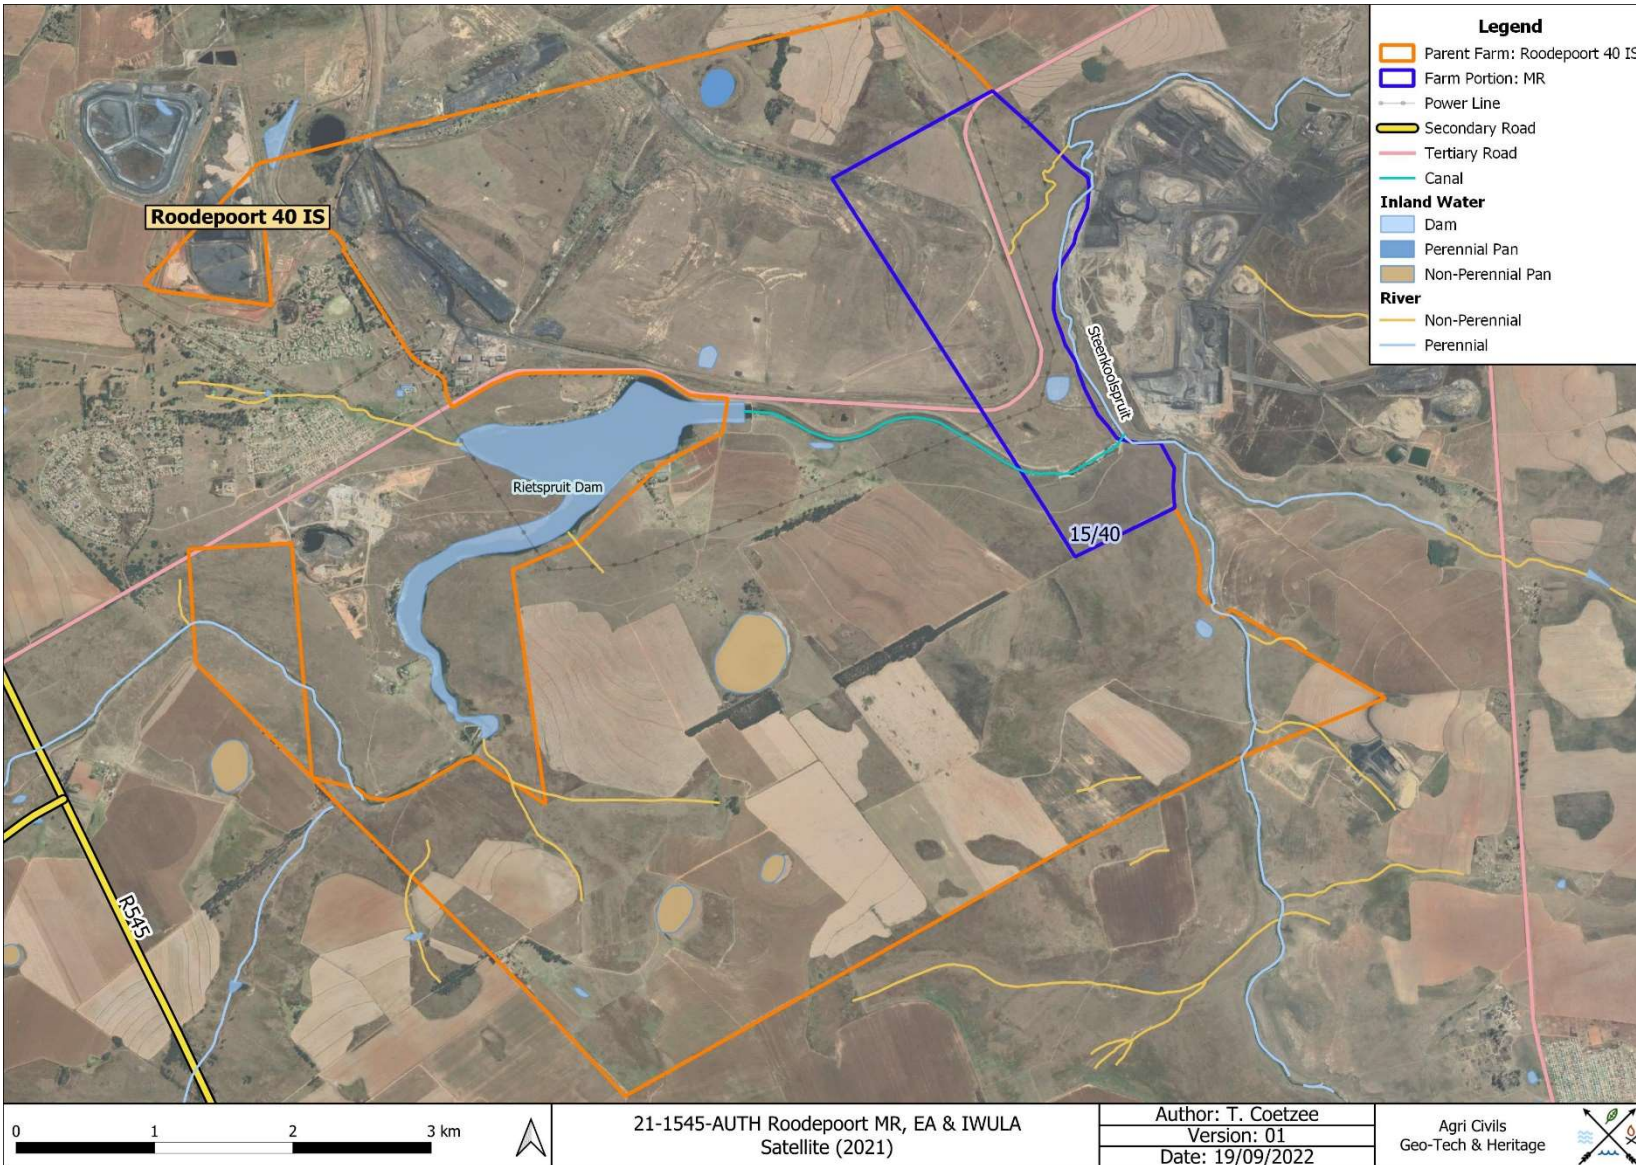 Legend
Parent Farm: Roodepoort 40 IS
Farm Portion: MR
Power Line
Secondary Road
Tertiary Road
Canal
Inland Water
Dam
Perennial Pan
Non-Perennial Pan
River
Non-Perennial
Perennial
Roodepoort 40 IS
Steenkoolspruit
Rietspruit Dam
15/40
R545
0 1 2 3 km
21-1545-AUTH Roodepoort MR, EA & IWULA
Satellite (2021)
Author: T. Coetzee
Version: 01
Date: 19/09/2022
Agri Civils
Geo-Tech & Heritage